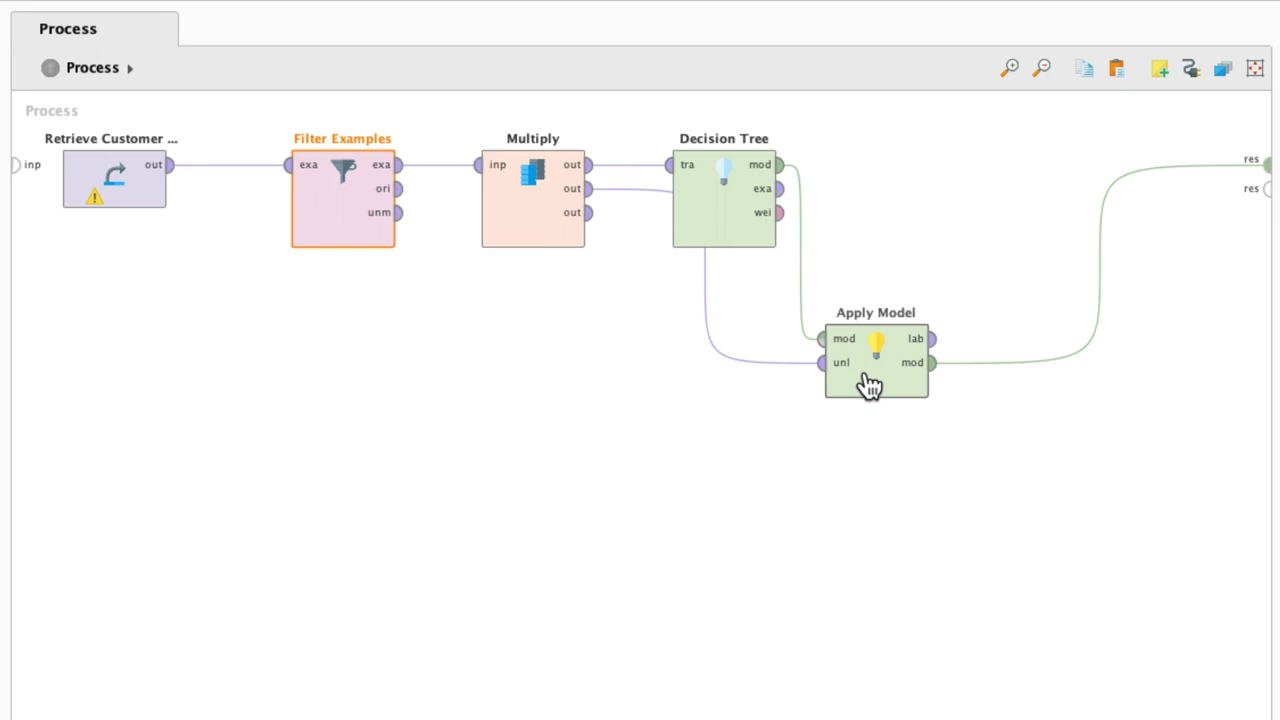 Process
Process
Process
Retrieve Customer ...
Filter Examples
Multiply
Decision Tree
inp
out
exa
exa
inp
out
tra
mod
res
ori
out
exa
res
unm
out
wei
Apply Model
mod
lab
unl
mod